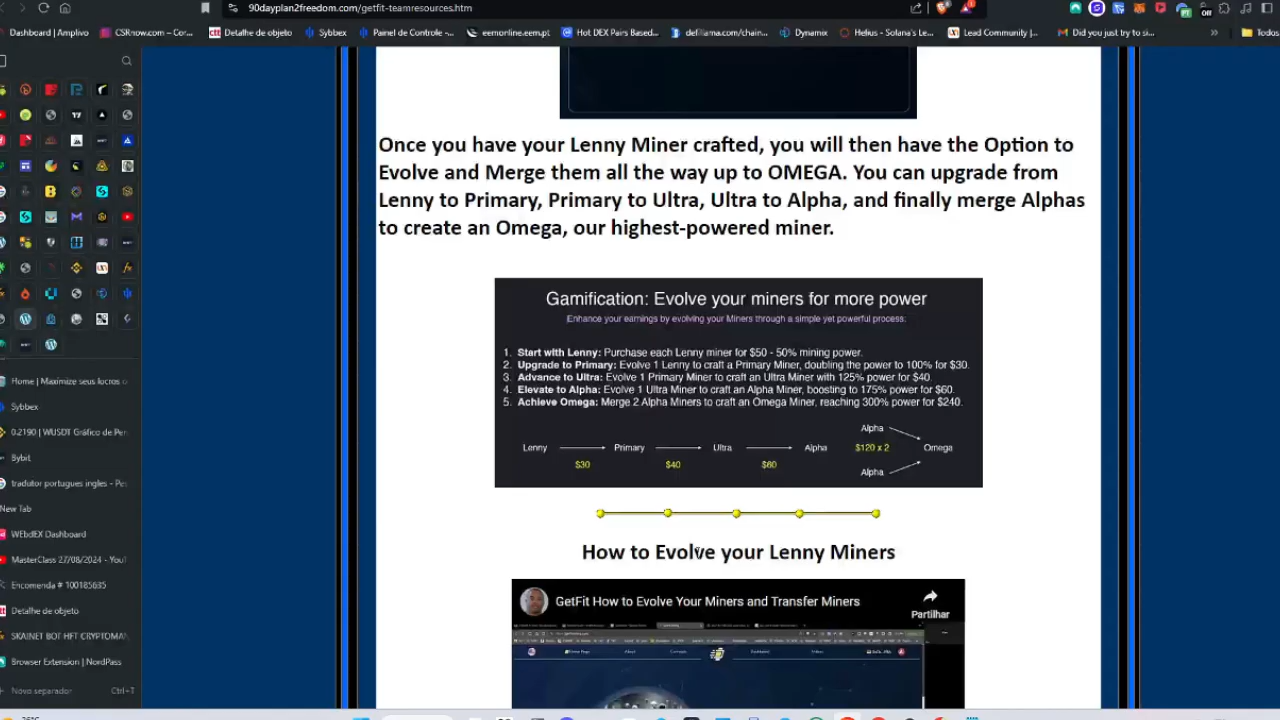 90dayplan2freedom.com/getfit-teamresources.htm
Dashboard | Amplivo
CSRnow.com – Cor...
Detalhe de objeto
Sybbex
Painel de Controle -...
eemonline.eem.pt
Hot DEX Pairs Based...
defillama.com/chain...
Dynamix
Helius - Solana's Le...
Lead Community |...
Did you just try to si...
Todos
Once you have your Lenny Miner crafted, you will then have the Option to
Evolve and Merge them all the way up to OMEGA. You can upgrade from
Lenny to Primary, Primary to Ultra, Ultra to Alpha, and finally merge Alphas
to create an Omega, our highest-powered miner.
Gamification: Evolve your miners for more power
Enhance your earnings by evolving your Miners through a simple yet powerful process:
1. Start with Lenny: Purchase each Lenny miner for $50 - 50% mining power.
2. Upgrade to Primary: Evolve 1 Lenny to craft a Primary Miner, doubling the power to 100% for $30.
3. Advance to Ultra: Evolve 1 Primary Miner to craft an Ultra Miner with 125% power for $40.
4. Elevate to Alpha: Evolve 1 Ultra Miner to craft an Alpha Miner, boosting to 175% power for $60.
5. Achieve Omega: Merge 2 Alpha Miners to craft an Omega Miner, reaching 300% power for $240.
Alpha
Lenny Primary Ultra Alpha $120 x 2 Omega
$30 $40 $60
Alpha
How to Evolve your Lenny Miners
GetFit How to Evolve Your Miners and Transfer Miners
Partilhar
Home | Maximize seus lucros c
Sybbex
0.2190 | WUSDT Gráfico de Per
Sybit
tradutor portugues ingles - Pes
New Tab
WEbdEX Dashboard
MasterClass 27/08/2024 - YouT
Encomenda # 100185635
Detalhe de objeto
MAXINET BOT HFT CRYPTOMA
Browser Extension | NordPass
Novo separador Ctrl+T